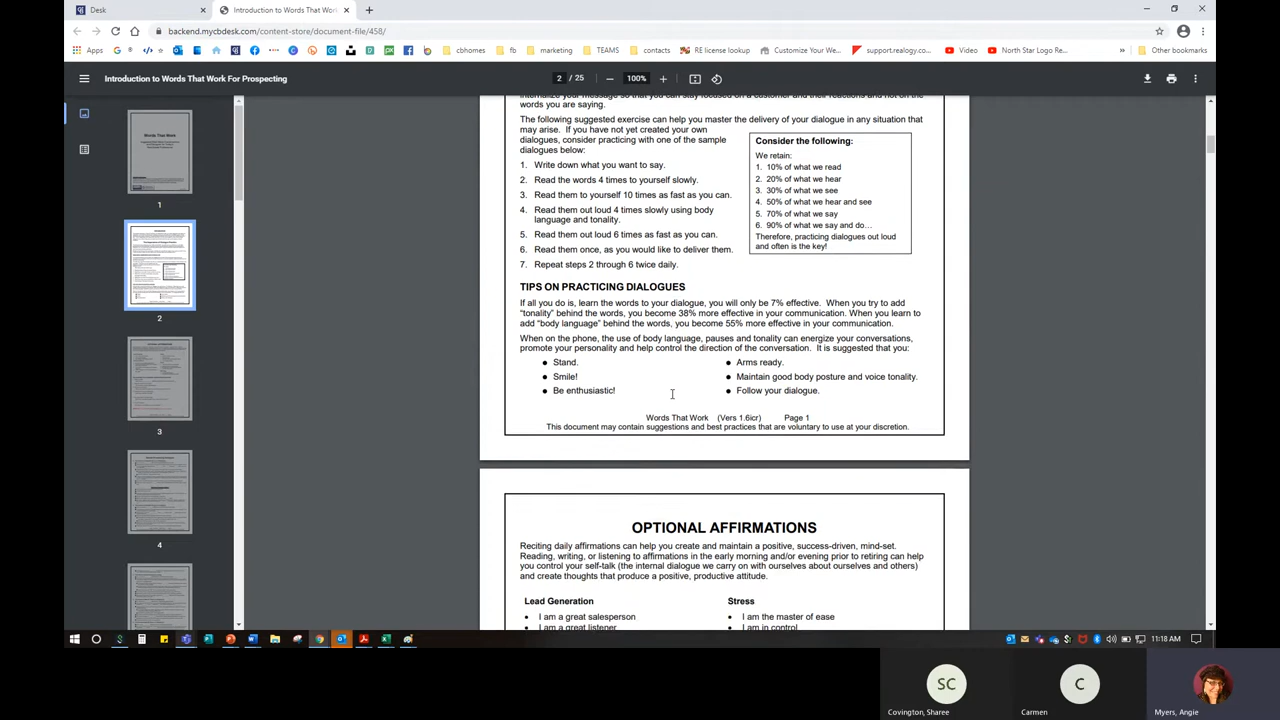 Desk
Introduction to Words That Wor
backend.mycbdesk.com/content-store/document-file/458/
Apps
cbhomes
fb
marketing
TEAMS
contacts
RE license lookup
Customize Your We...
support.realogy.co...
Video
North Star Logo Re...
Other bookmarks
Introduction to Words That Work For Prospecting
2 / 25
100%
1
2
3
4
words you are saying.
The following suggested exercise can help you master the delivery of your dialogue in any situation that
may arise. If you have not yet created your own
dialogues, consider practicing with one of the sample
dialogues below:
1. Write down what you want to say.
2. Read the words 4 times to yourself slowly.
3. Read them to yourself 10 times as fast as you can.
4. Read them out loud 4 times slowly using body
language and tonality.
5. Read them out loud 6 times as fast as you can.
6. Read them once, as you would like to deliver them.
7. Repeat steps 2 through 6 twice daily.
Consider the following:
We retain:
1. 10% of what we read
2. 20% of what we hear
3. 30% of what we see
4. 50% of what we hear and see
5. 70% of what we say
6. 90% of what we say and do...
Therefore, practicing dialogues out loud
and often is the key!
TIPS ON PRACTICING DIALOGUES
If all you do is, learn the words to your dialogue, you will only be 7% effective. When you try to add
“tonality” behind the words, you become 38% more effective in your communication. When you learn to
add “body language” behind the words, you become 55% more effective in your communication.
When on the phone, the use of body language, pauses and tonality can energize your conversations,
promote your personality and help control the direction of the conversation. It is suggested that you:
● Stand.
● Smile!
● Be enthusiastic!
● Arms ready.
● Maintain good body posture and voice tonality.
● Follow your dialogue.
Words That Work (Vers 1.6icr) Page 1
This document may contain suggestions and best practices that are voluntary to use at your discretion.
OPTIONAL AFFIRMATIONS
Reciting daily affirmations can help you create and maintain a positive, success-driven, mind-set.
Reading, writing, or listening to affirmations in the early morning and/or evening prior to retiring can help
you control your self-talk (the internal dialogue we carry on with ourselves about ourselves and others)
and create thoughts that produce a positive, productive attitude.
Lead Generation
• I am a great salesperson
• I am a great listener
Stress
• I am the master of ease
• I am in control
11:18 AM
SC
Covington, Sharee
C
Carmen
Myers, Angie